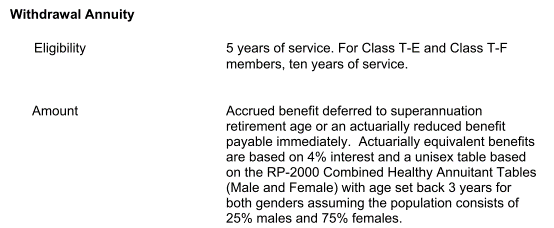 Withdrawal Annuity
Eligibility
5 years of service. For Class T-E and Class T-F
members, ten years of service.
Amount
Accrued benefit deferred to superannuation
retirement age or an actuarially reduced benefit
payable immediately. Actuarially equivalent benefits
are based on 4% interest and a unisex table based
on the RP-2000 Combined Healthy Annuitant Tables
(Male and Female) with age set back 3 years for
both genders assuming the population consists of
25% males and 75% females.